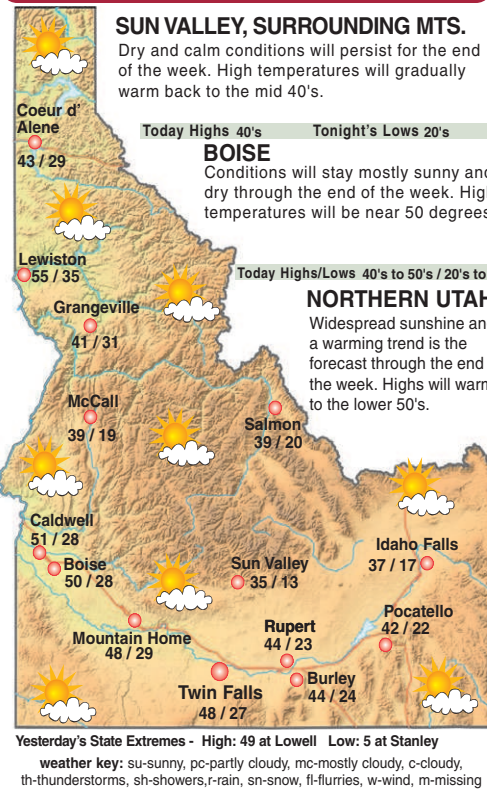 SUN VALLEY, SURROUNDING MTS.
Dry and calm conditions will persist for the end
of the week. High temperatures will gradually
warm back to the mid 40's.
Today Highs 40's Tonight's Lows 20's
BOISE
Conditions will stay mostly sunny and
dry through the end of the week. Hig
temperatures will be near 50 degrees
Today Highs/Lows 40's to 50's / 20's to
NORTHERN UTAH
Widespread sunshine an
a warming trend is the
forecast through the end
the week. Highs will warm
to the lower 50's.
Coeur d'
Alene
43 / 29
Lewiston
55 / 35
Grangeville
41 / 31
McCall
39 / 19
Salmon
39 / 20
Caldwell
51 / 28
Boise
50 / 28
Sun Valley
35 / 13
Idaho Falls
37 / 17
Mountain Home
48 / 29
Rupert
44 / 23
Pocatello
42 / 22
Twin Falls
48 / 27
Burley
44 / 24
Yesterday's State Extremes - High: 49 at Lowell Low: 5 at Stanley
weather key: su-sunny, pc-partly cloudy, mc-mostly cloudy, c-cloudy,
th-thunderstorms, sh-showers,r-rain, sn-snow, fl-flurries, w-wind, m-missing